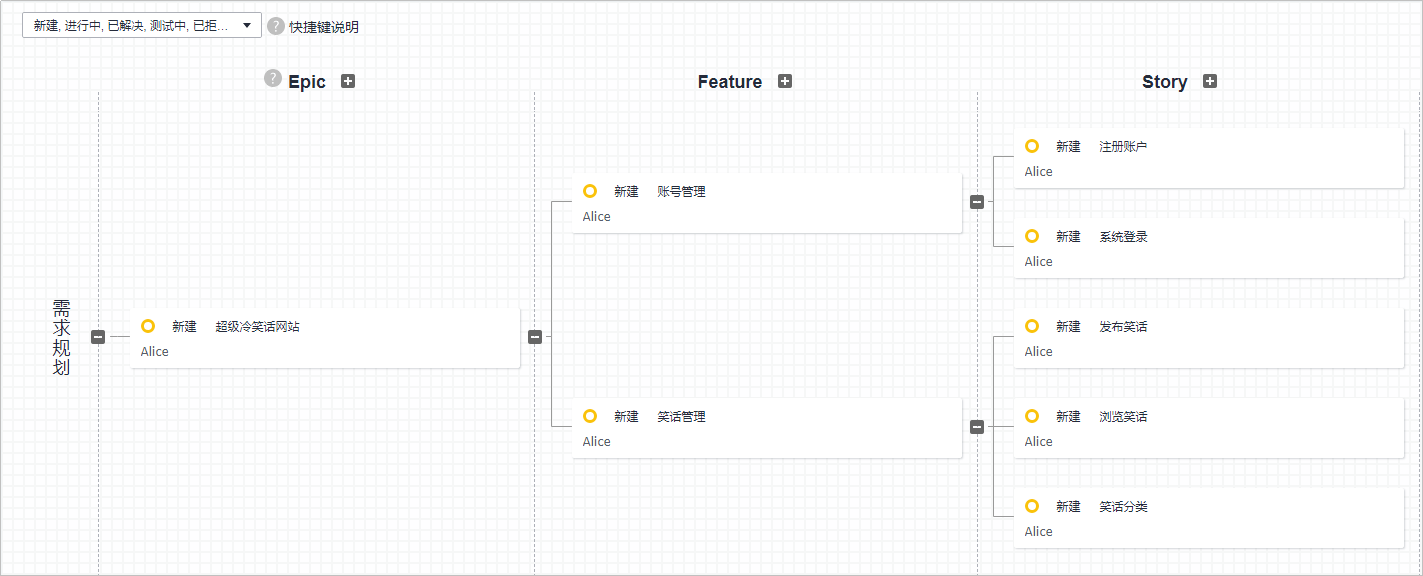 新建, 进行中, 已解决, 测试中, 已拒...
? 快捷键说明
? Epic
Feature
Story
新建 注册账户
Alice
新建 账号管理
Alice
新建 系统登录
Alice
需求规划
新建 超级冷笑话网站
Alice
新建 发布笑话
Alice
新建 笑话管理
Alice
新建 浏览笑话
Alice
新建 笑话分类
Alice